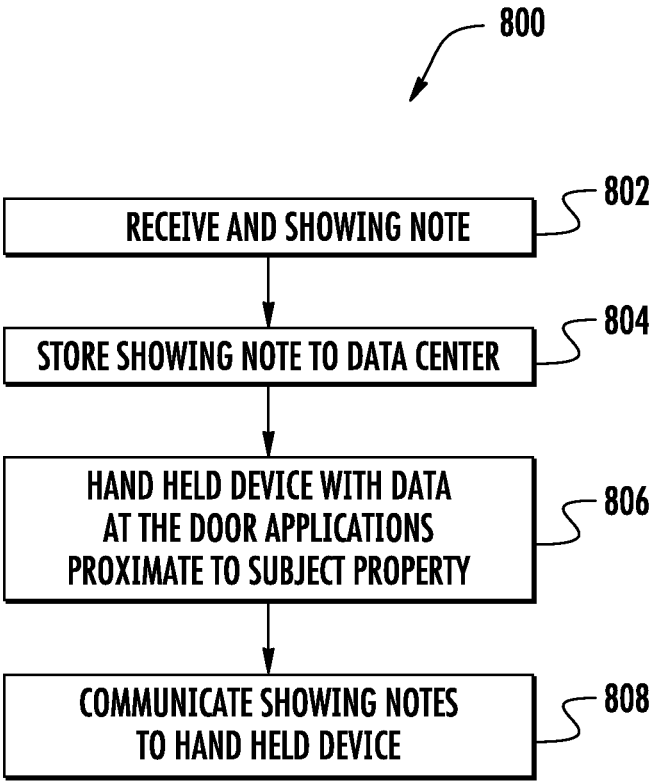 800
RECEIVE AND SHOWING NOTE
802
STORE SHOWING NOTE TO DATA CENTER
804
HAND HELD DEVICE WITH DATA
AT THE DOOR APPLICATIONS
PROXIMATE TO SUBJECT PROPERTY
806
COMMUNICATE SHOWING NOTES
TO HAND HELD DEVICE
808